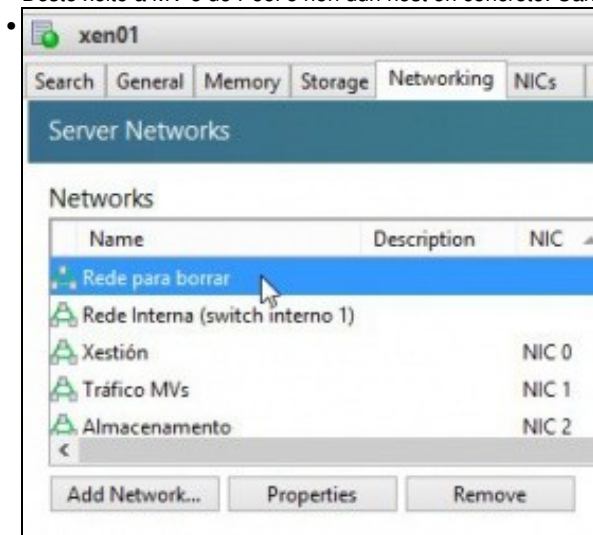 xen01
Search General Memory Storage Networking NICs
Server Networks
Networks
Name Description NIC
Rede para borrar
Rede Interna (switch interno 1)
Xestión NIC 0
Tráfico MVs NIC 1
Almacenamento NIC 2
Add Network... Properties Remove